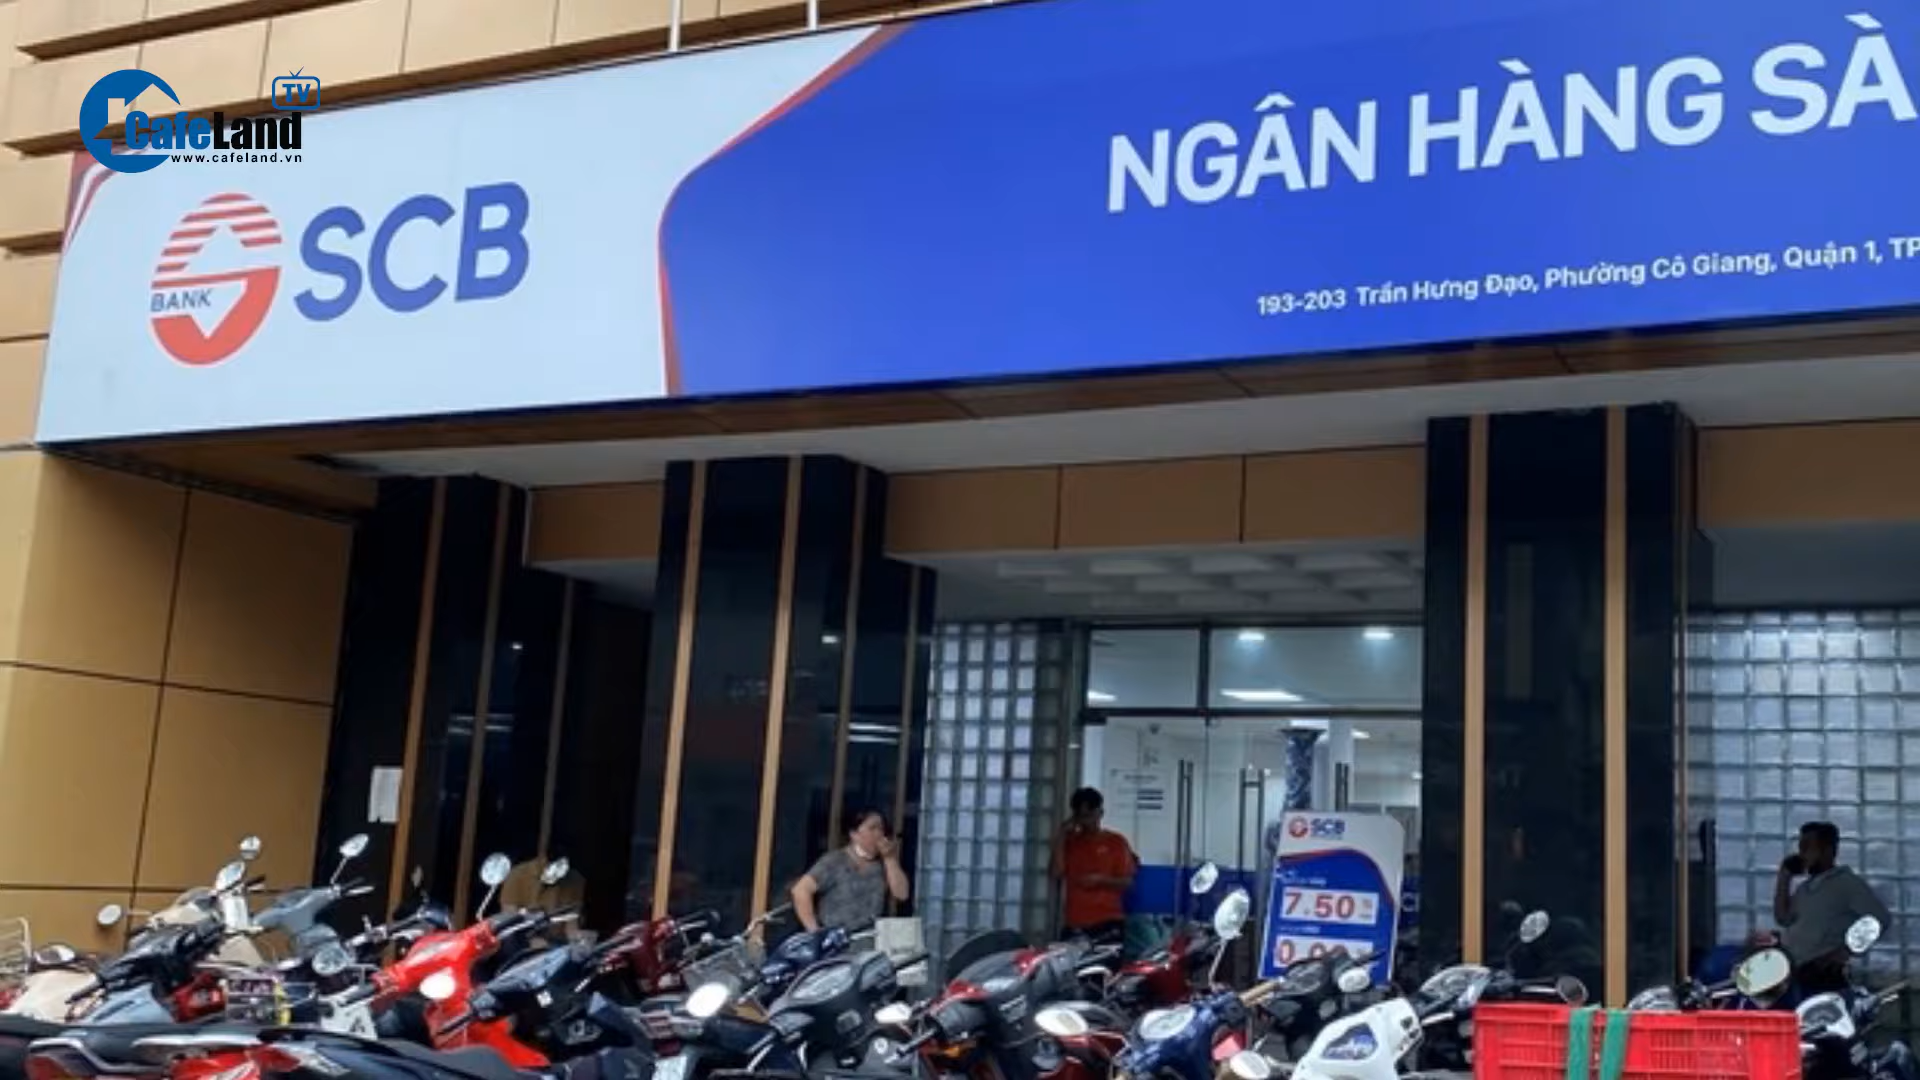 TV
CafeLand
www.cafeland.vn
BANK
SCB
NGÂN HÀNG SÀ
193-203 Trần Hưng Đạo, Phường Cô Giang, Quận 1, TP
SCB
7.50